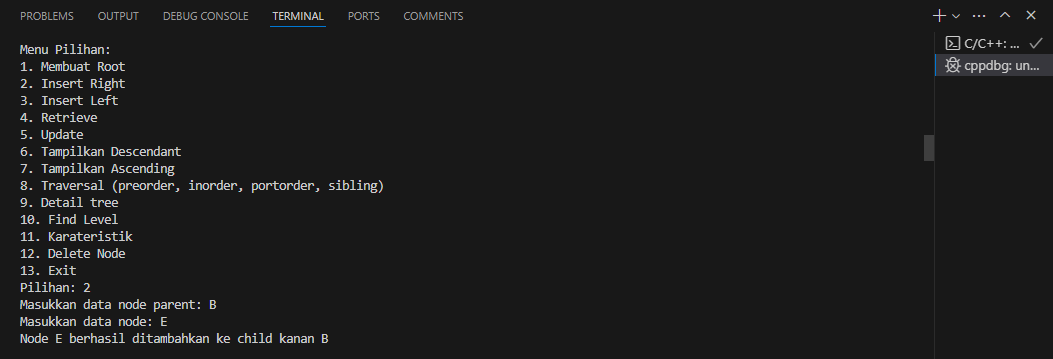 PROBLEMS OUTPUT DEBUG CONSOLE TERMINAL PORTS COMMENTS
Menu Pilihan:
1. Membuat Root
2. Insert Right
3. Insert Left
4. Retrieve
5. Update
6. Tampilkan Descendant
7. Tampilkan Ascending
8. Traversal (preorder, inorder, portorder, sibling)
9. Detail tree
10. Find Level
11. Karateristik
12. Delete Node
13. Exit
Pilihan: 2
Masukkan data node parent: B
Masukkan data node: E
Node E berhasil ditambahkan ke child kanan B
C/C++: ...
cppdbg: un...